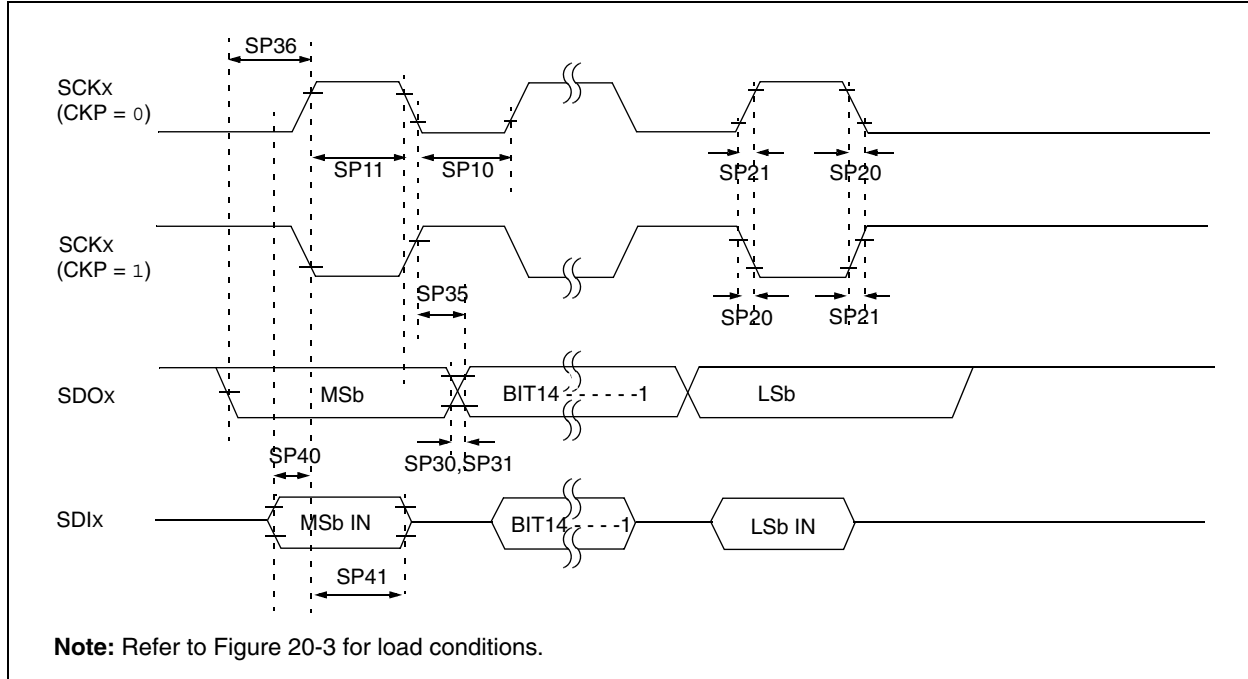 SP36
SCKx
(CKP = 0)
SP11
SP10
SP21
SP20
SCKx
(CKP = 1)
SP35
SP20
SP21
SDOx
MSb
BIT14 - - - - - -1
LSb
SP40
SP30,SP31
SDIx
MSb IN
BIT14 - - - - -1
LSb IN
SP41
Note: Refer to Figure 20-3 for load conditions.